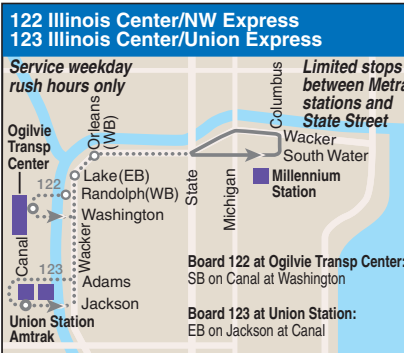 122 Illinois Center/NW Express
123 Illinois Center/Union Express
Service weekday
rush hours only
Limited stops
between Metra
stations and
State Street
Orleans
(WB)
Columbus
Ogilvie
Transp
Center
Wacker
South Water
Lake(EB)
122
Randolph(WB)
Washington
State
Michigan
Millennium
Station
Canal
Wacker
123
Adams
Jackson
Union Station
Amtrak
Board 122 at Ogilvie Transp Center:
SB on Canal at Washington
Board 123 at Union Station:
EB on Jackson at Canal